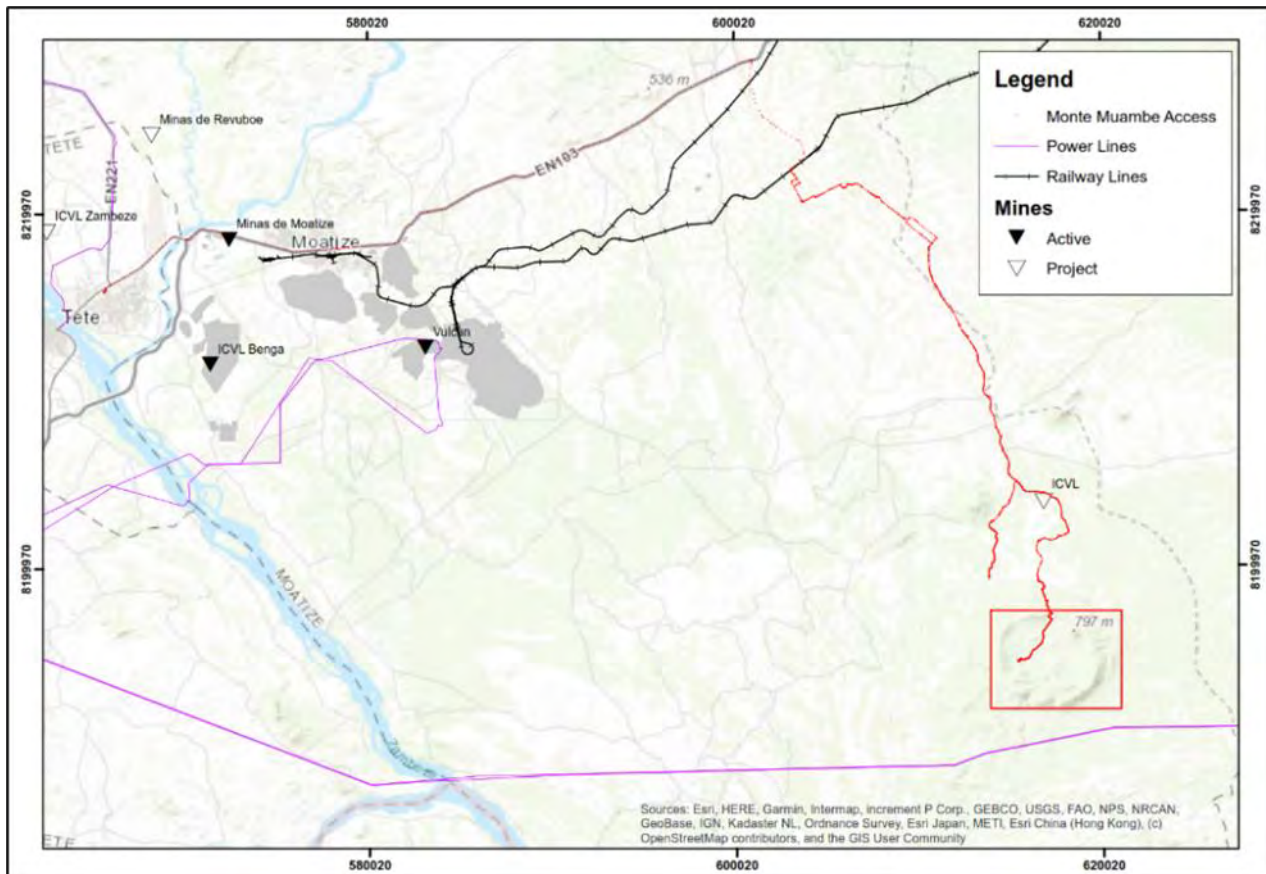 580020
600020
620020
536 m
Minas de Revuboe
TETE
EN221
EN103
8219970
8219970
ICVL Zambeze
Minas de Moatize
Moatize
Tete
Vulcan
ICVL Benga
ICVL
8199970
8199970
MOATIZE
797 m
Legend
Monte Muambe Access
Power Lines
Railway Lines
Mines
Active
Project
Sources: Esri, HERE, Garmin, Intermap, increment P Corp., GEBCO, USGS, FAO, NPS, NRCAN,
GeoBase, IGN, Kadaster NL, Ordnance Survey, Esri Japan, METI, Esri China (Hong Kong), (c)
OpenStreetMap contributors, and the GIS User Community
580020
600020
620020